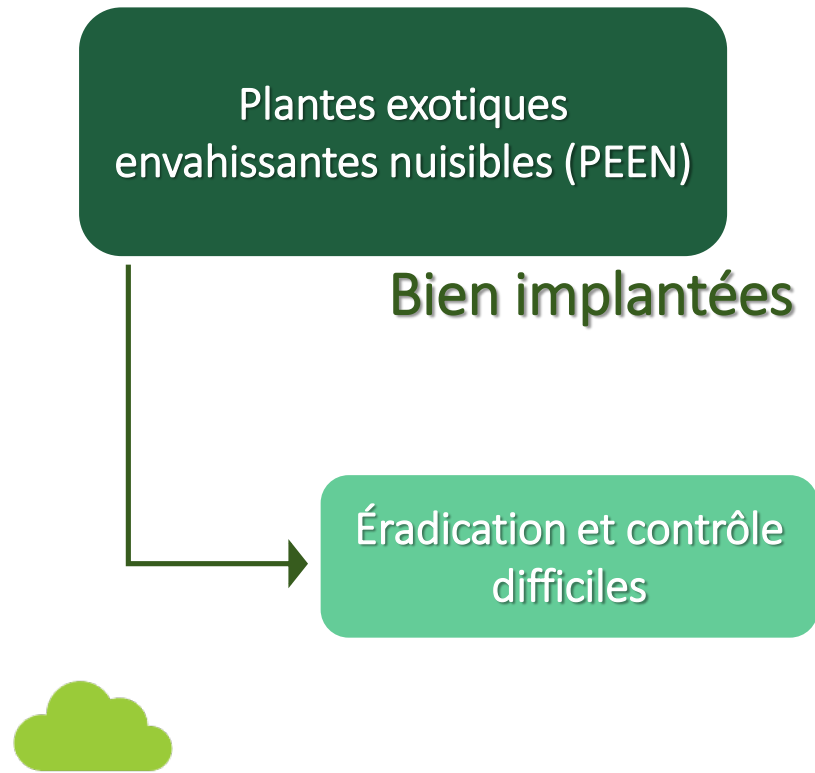 Plantes exotiques
envahissantes nuisibles (PEEN)
Bien implantées
Éradication et contrôle
difficiles